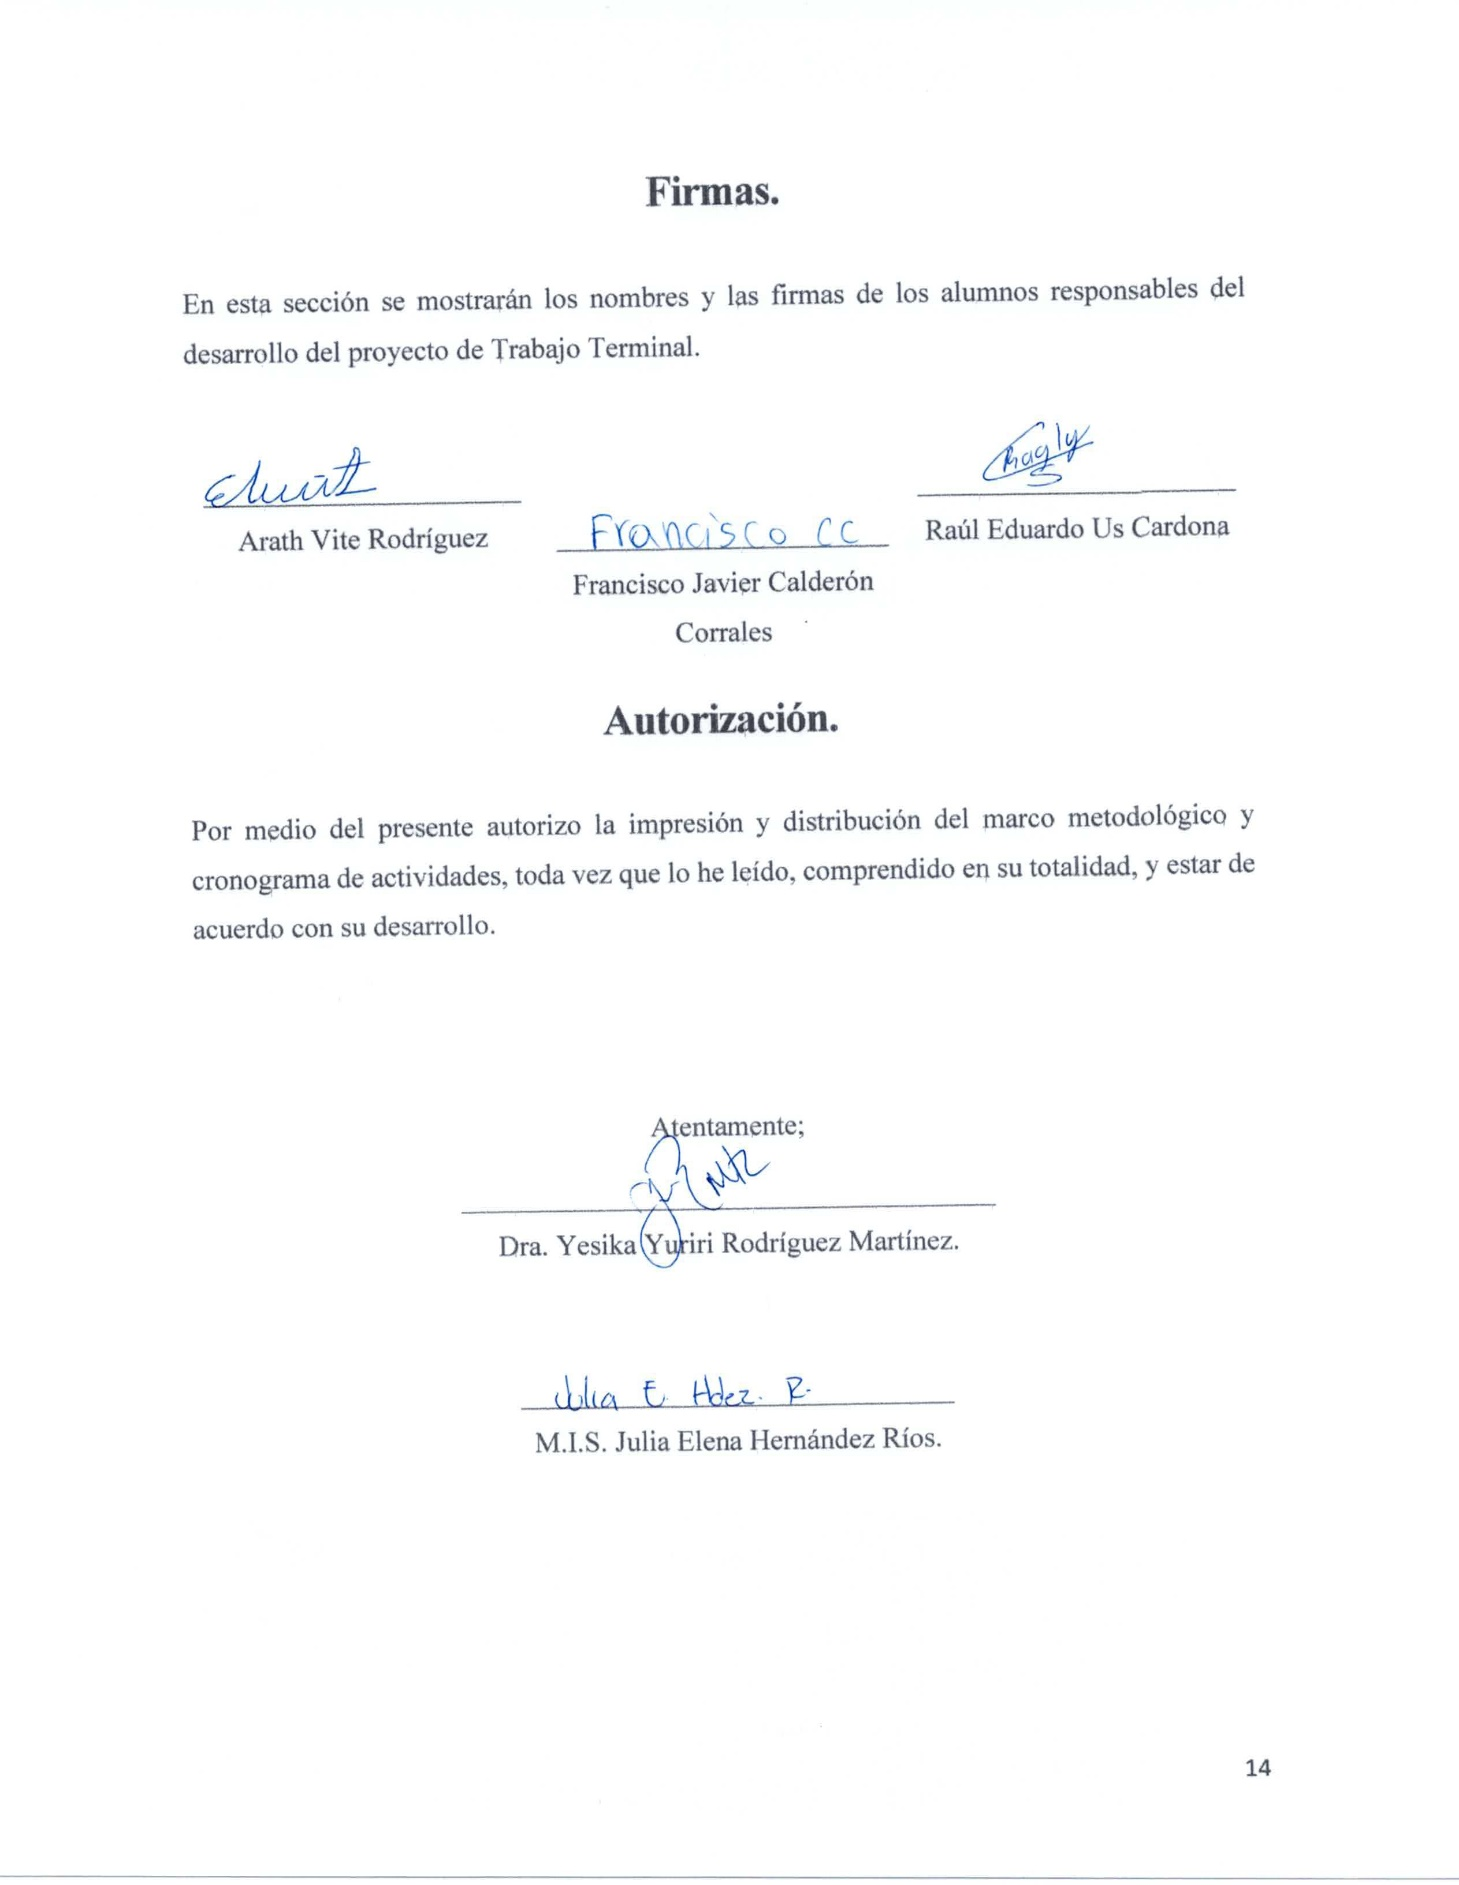 Firmas.
En esta sección se mostrarán los nombres y las firmas de los alumnos responsables del
desarrollo del proyecto de Trabajo Terminal.
Arath Vite Rodríguez
Francisco CC
Raúl Eduardo Us Cardona
Francisco Javier Calderón
Corrales
Autorización.
Por medio del presente autorizo la impresión y distribución del marco metodológico y
cronograma de actividades, toda vez que lo he leído, comprendido en su totalidad, y estar de
acuerdo con su desarrollo.
Atentamente;
Dra. Yesika Yuriri Rodríguez Martínez.
Julia E. Hdez. R.
M.I.S. Julia Elena Hernández Ríos.
14